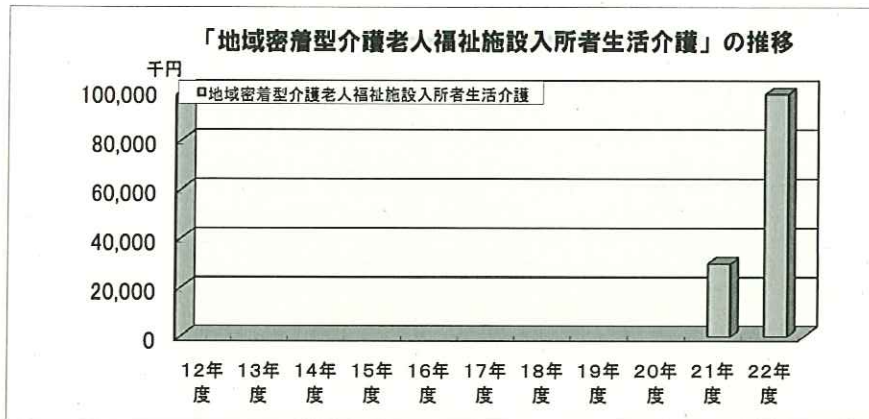 「地域密着型介護老人福祉施設入所者生活介護」の推移
千円
地域密着型介護老人福祉施設入所者生活介護
100,000
80,000
60,000
40,000
20,000
0
12年度 13年度 14年度 15年度 16年度 17年度 18年度 19年度 20年度 21年度 22年度